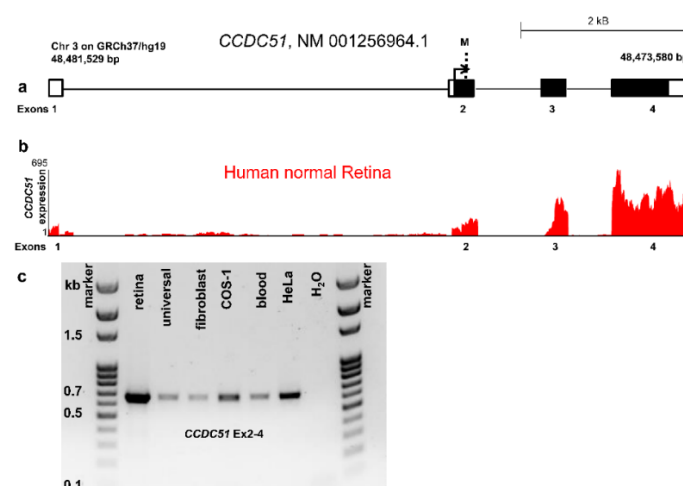 2 kB
CCDC51, NM 001256964.1
M
Chr 3 on GRCh37/hg19
48,481,529 bp
48,473,580 bp
a
Exons 1 2 3 4
b
695
Human normal Retina
CCDC51
expression
1
Exons 1 2 3 4
c
kb marker retina universal fibroblast COS-1 blood HeLa H2O marker
1.5
0.7
0.5
CCDC51 Ex2-4
0.1